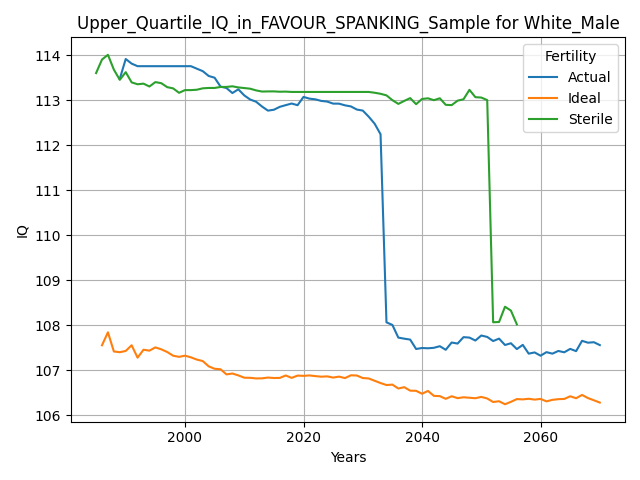 Upper_Quartile_IQ_in_FAVOUR_SPANKING_Sample for White_Male
Fertility
Actual
Ideal
Sterile
IQ
114
113
112
111
110
109
108
107
106
2000
2020
2040
2060
Years